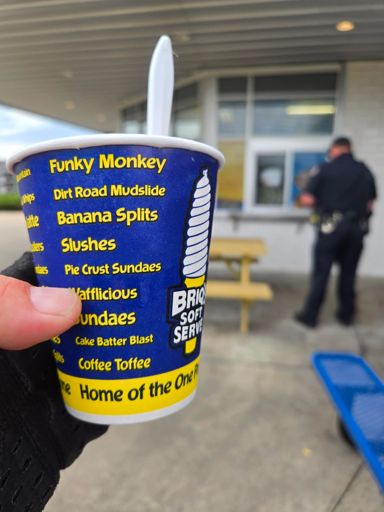 Funky Monkey
Dirt Road Mudslide
Banana Splits
Slushes
Pie Crust Sundaes
Wafflicious
Sundaes
Cake Batter Blast
Coffee Toffee
Home of the One
SOFT
SERVE